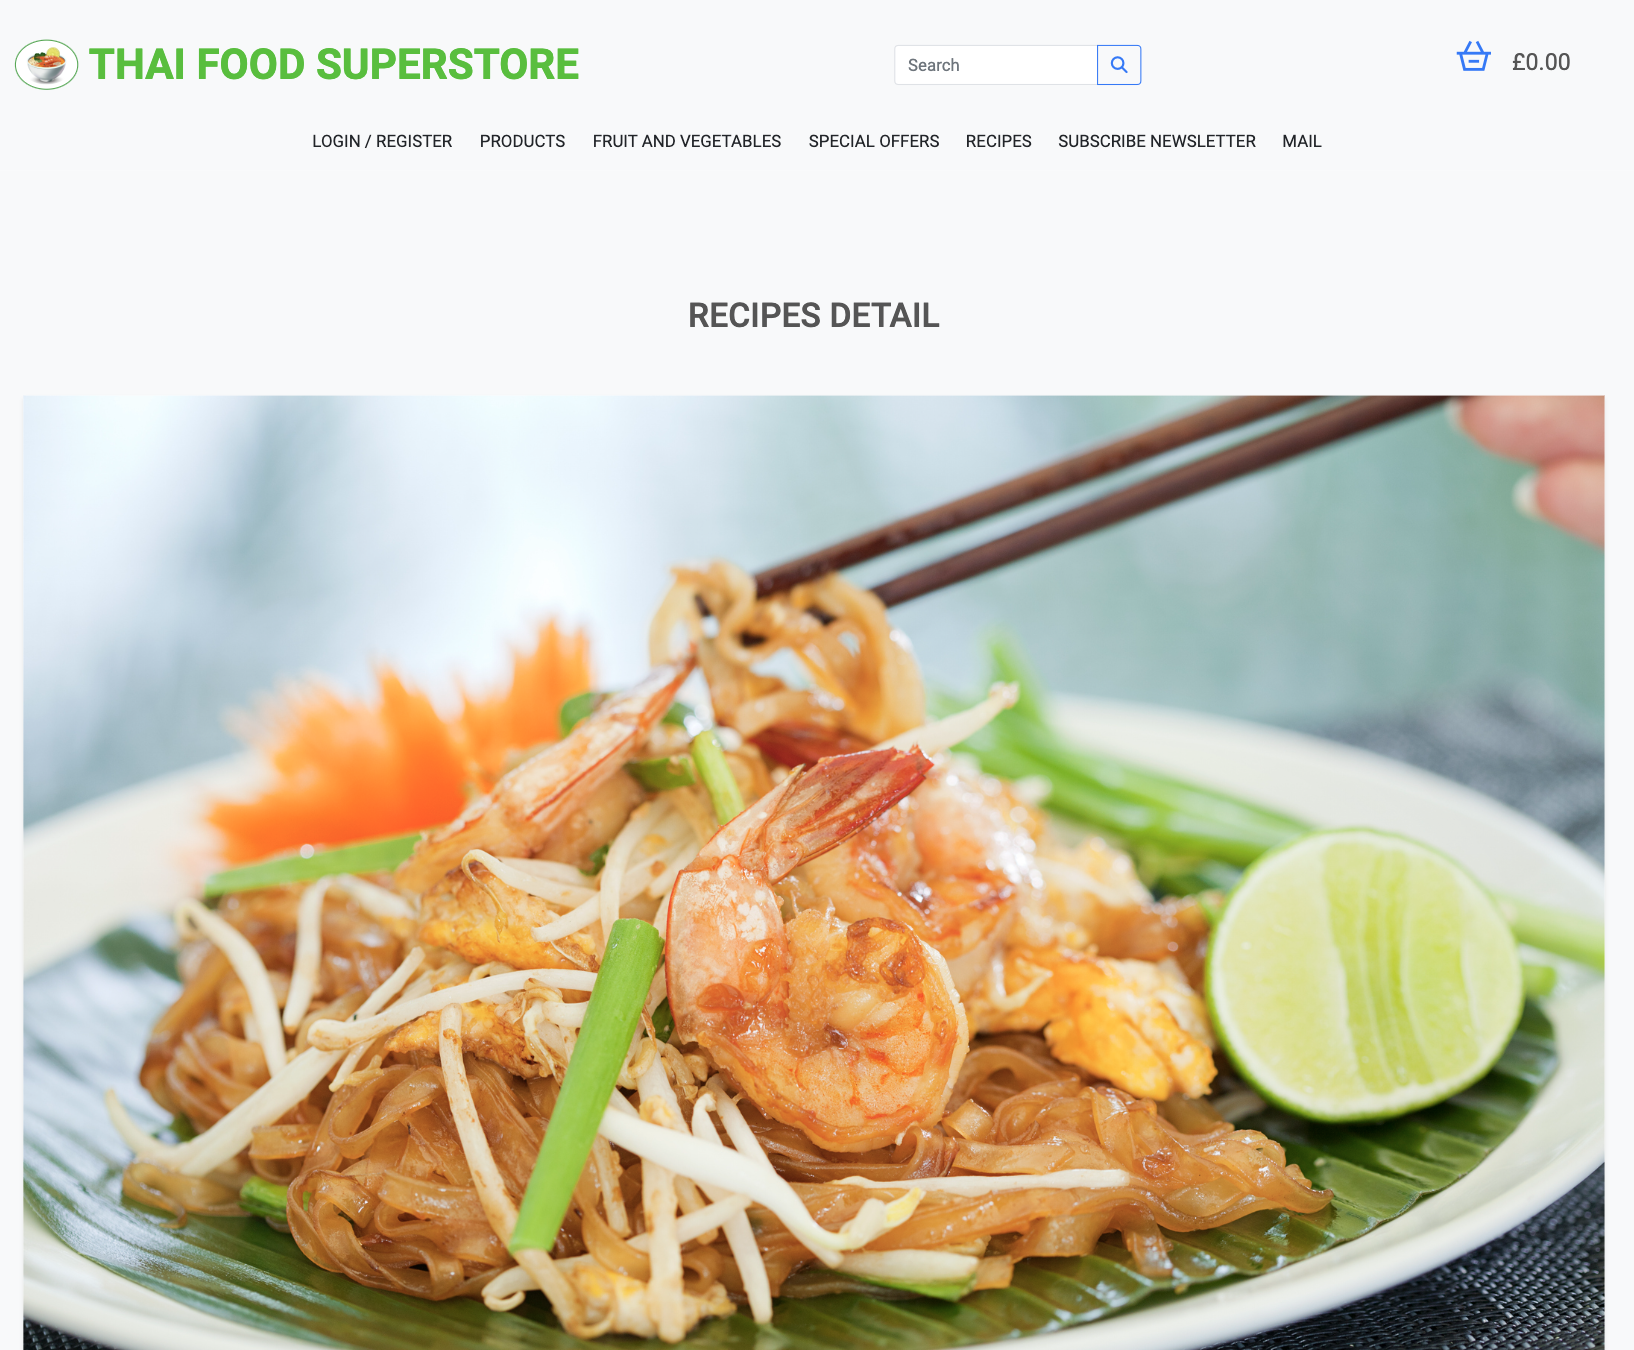 THAI FOOD SUPERSTORE
Search
£0.00
LOGIN / REGISTER PRODUCTS FRUIT AND VEGETABLES SPECIAL OFFERS RECIPES SUBSCRIBE NEWSLETTER MAIL
RECIPES DETAIL